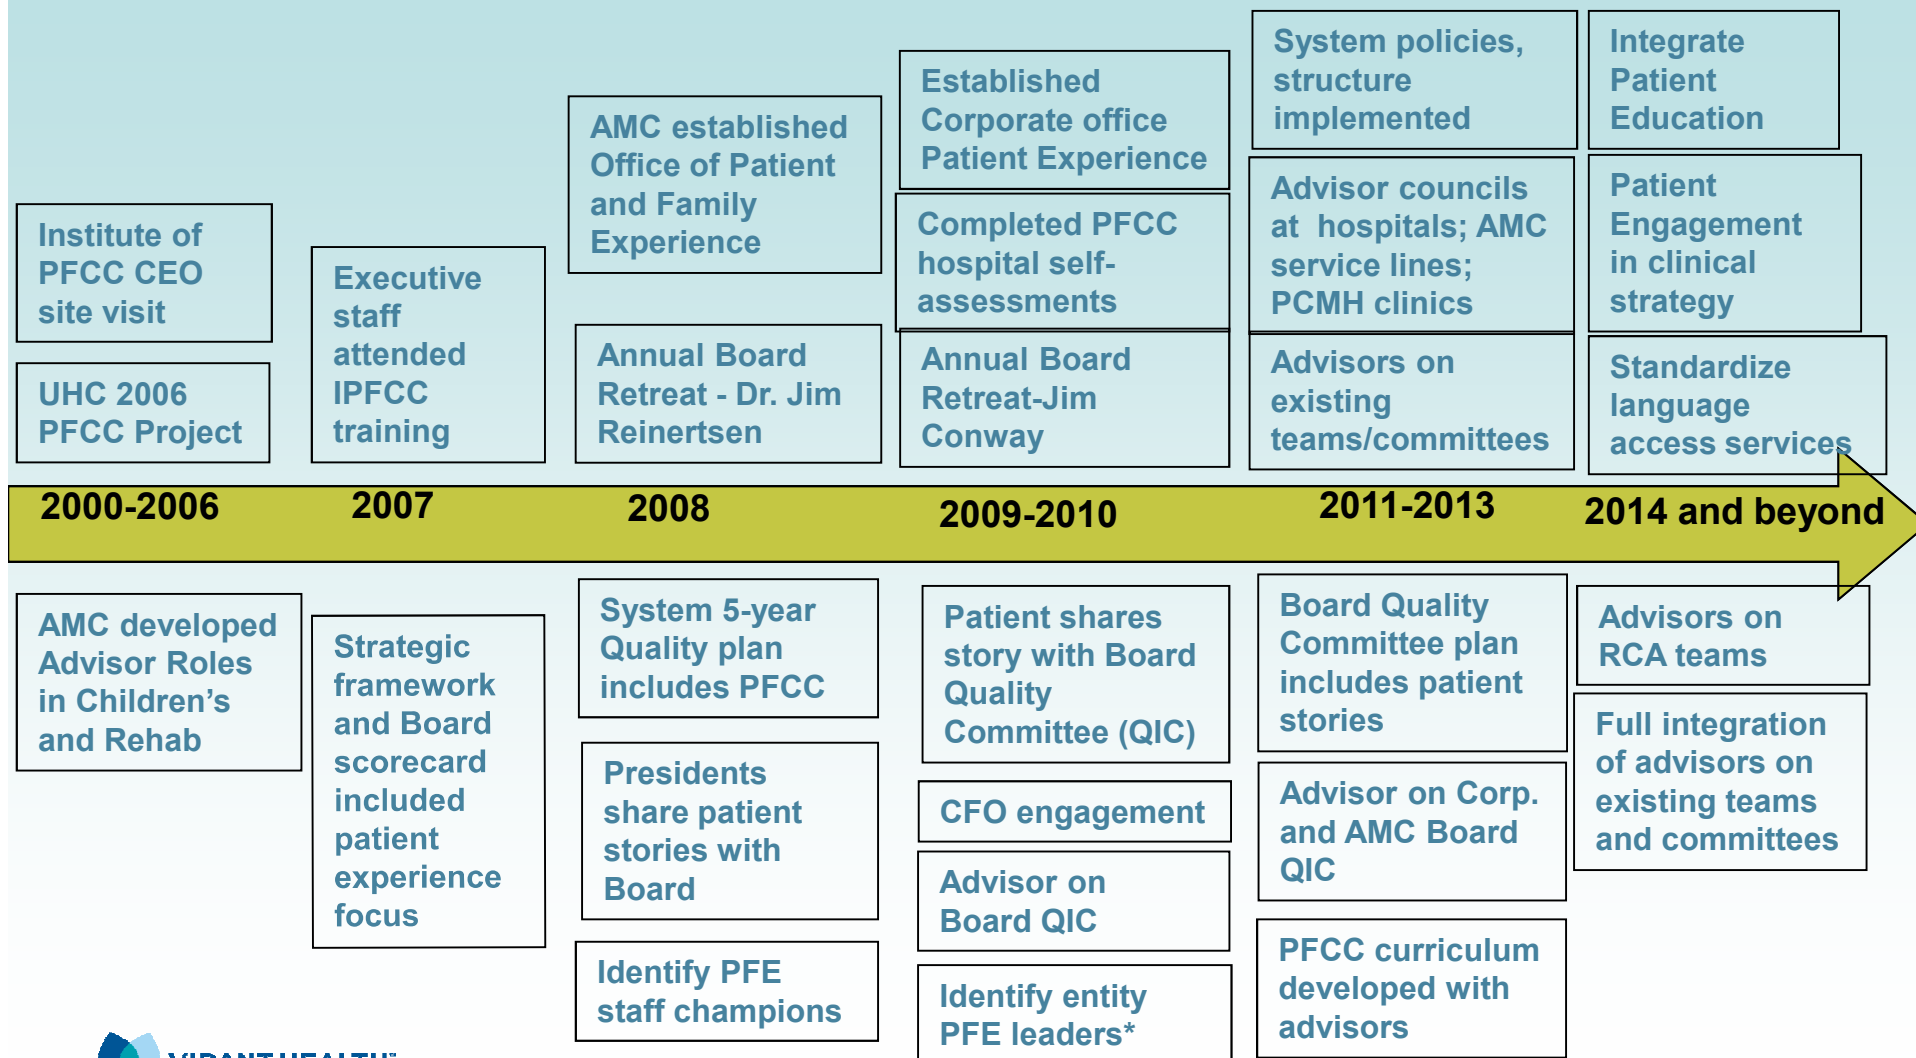 Institute of
PFCC CEO
site visit
UHC 2006
PFCC Project
Executive
staff
attended
IPFCC
training
AMC established
Office of Patient
and Family
Experience
Annual Board
Retreat - Dr. Jim
Reinertsen
Established
Corporate office
Patient Experience
Completed PFCC
hospital self-
assessments
Annual Board
Retreat-Jim
Conway
System policies,
structure
implemented
Advisor councils
at hospitals; AMC
service lines;
PCMH clinics
Advisors on
existing
teams/committees
Integrate
Patient
Education
Patient
Engagement
in clinical
strategy
Standardize
language
access services
2000-2006
2007
2008
2009-2010
2011-2013
2014 and beyond
AMC developed
Advisor Roles
in Children’s
and Rehab
Strategic
framework
and Board
scorecard
included
patient
experience
focus
System 5-year
Quality plan
includes PFCC
Presidents
share patient
stories with
Board
Identify PFE
staff champions
Patient shares
story with Board
Quality
Committee (QIC)
CFO engagement
Advisor on
Board QIC
Identify entity
PFE leaders*
Board Quality
Committee plan
includes patient
stories
Advisor on Corp.
and AMC Board
QIC
PFCC curriculum
developed with
advisors
Advisors on
RCA teams
Full integration
of advisors on
existing teams
and committees
VIDANT HEALTH™